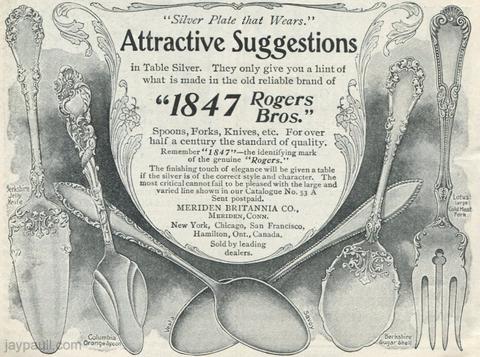 "Silver Plate that Wears."
Attractive Suggestions
in Table Silver. They only give you a hint of
what is made in the old reliable brand of
"1847 Rogers
Bros."
Spoons, Forks, Knives, etc. For over
half a century the standard of quality.
Remember "1847"—the identifying mark
of the genuine "Rogers."
The finishing touch of elegance will be given a table
if the silver is of the correct style and character. The
most critical cannot fail to be pleased with the large and
varied line shown in our Catalogue No. 53 A
Sent postpaid.
MERIDEN BRITANNIA CO.,
MERIDEN, CONN.
New York, Chicago, San Francisco,
Hamilton, Ont., Canada.
Sold by leading
dealers.
Berkshire
Jelly
Knife
Lotus
Large
Cold Meat
Fork
Columbia
Orange Spoon
Vesta
Savoy
Berkshire
Sugar Shell
jaypaull.com